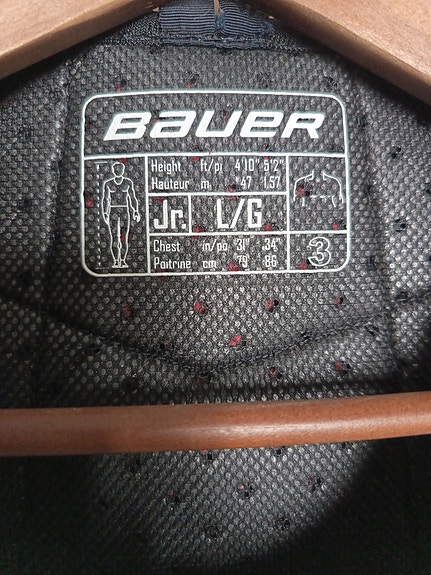 BAUER
Height ft/pi 4'10" 5'2"
Hauteur m 1.47 1.57
Jr. L/G
Chest in/po 31" 34"
Poitrine cm 79 86
3